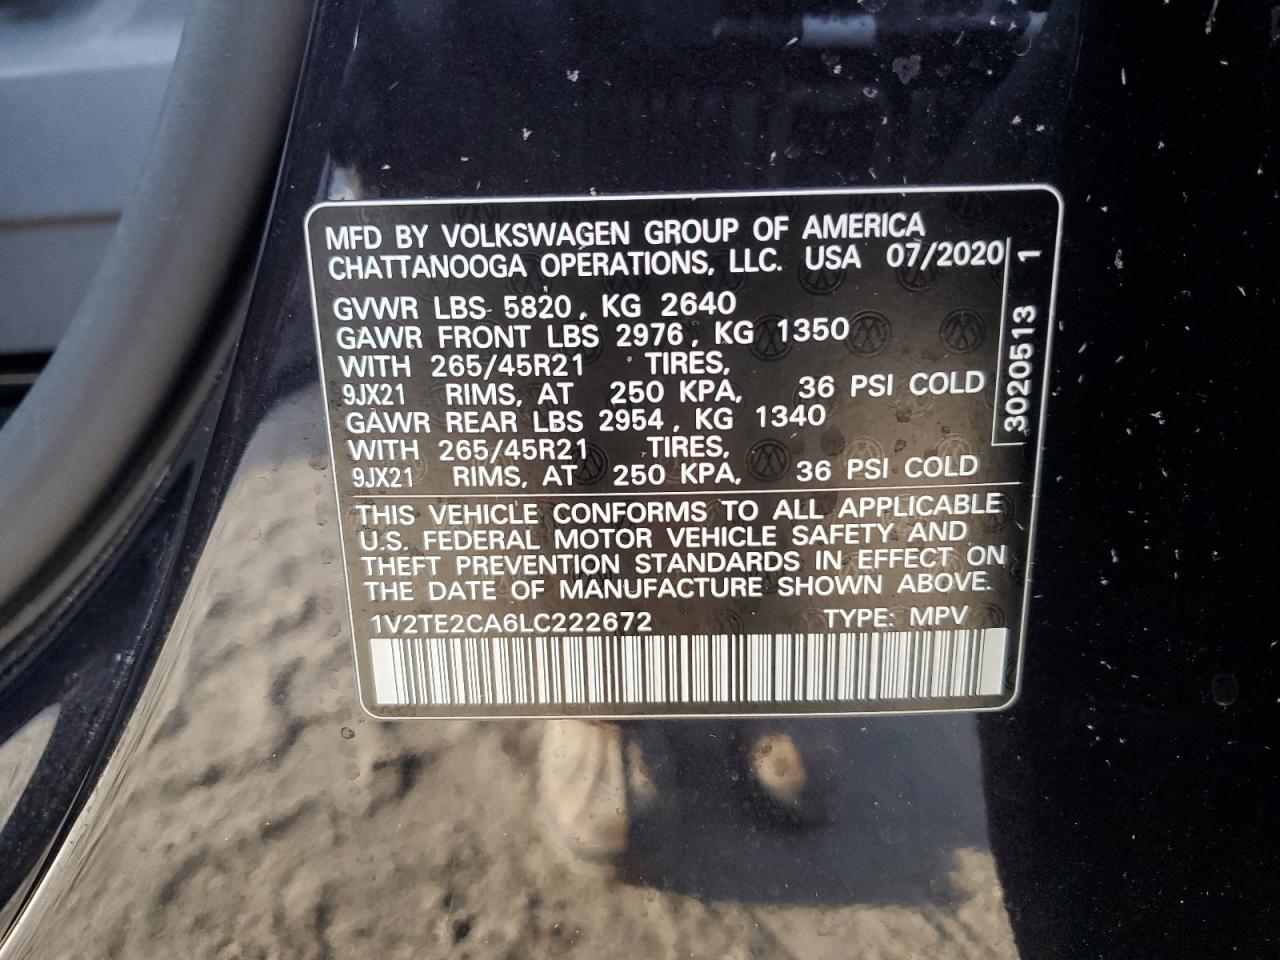 MFD BY VOLKSWAGEN GROUP OF AMERICA
CHATTANOOGA OPERATIONS, LLC. USA 07/2020
GVWR LBS 5820, KG 2640
GAWR FRONT LBS 2976, KG 1350
WITH 265/45R21 TIRES,
9JX21 RIMS, AT 250 KPA, 36 PSI COLD
GAWR REAR LBS 2954, KG 1340
WITH 265/45R21 TIRES,
9JX21 RIMS, AT 250 KPA, 36 PSI COLD
3020513 1
THIS VEHICLE CONFORMS TO ALL APPLICABLE
U.S. FEDERAL MOTOR VEHICLE SAFETY AND
THEFT PREVENTION STANDARDS IN EFFECT ON
THE DATE OF MANUFACTURE SHOWN ABOVE.
1V2TE2CA6LC222672 TYPE: MPV